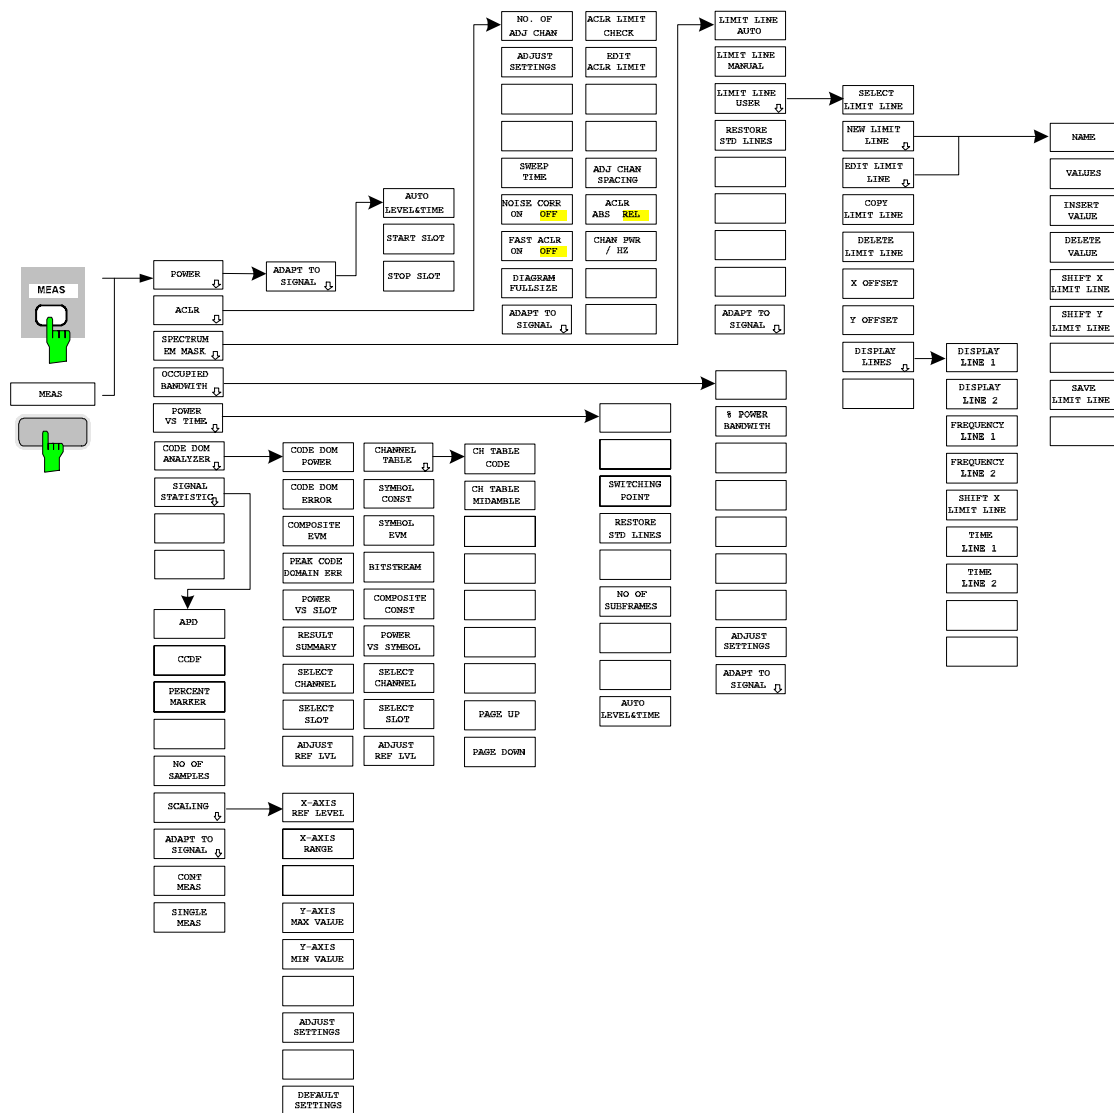 MEAS
MEAS
POWER
ACLR
SPECTRUM
EM MASK
OCCUPIED
BANDWITH
POWER
VS TIME
CODE DOM
ANALYZER
SIGNAL
STATISTIC
ADAPT TO
SIGNAL
AUTO
LEVEL&TIME
START SLOT
STOP SLOT
NO. OF
ADJ CHAN
ADJUST
SETTINGS
SWEEP
TIME
NOISE CORR
ON OFF
FAST ACLR
ON OFF
DIAGRAM
FULLSIZE
ADAPT TO
SIGNAL
ACLR LIMIT
CHECK
EDIT
ACLR LIMIT
ADJ CHAN
SPACING
ACLR
ABS REL
CHAN PWR
/ HZ
LIMIT LINE
AUTO
LIMIT LINE
MANUAL
LIMIT LINE
USER
RESTORE
STD LINES
ADAPT TO
SIGNAL
SELECT
LIMIT LINE
NEW LIMIT
LINE
EDIT LIMIT
LINE
COPY
LIMIT LINE
DELETE
LIMIT LINE
X OFFSET
Y OFFSET
DISPLAY
LINES
NAME
VALUES
INSERT
VALUE
DELETE
VALUE
SHIFT X
LIMIT LINE
SHIFT Y
LIMIT LINE
SAVE
LIMIT LINE
DISPLAY
LINE 1
DISPLAY
LINE 2
FREQUENCY
LINE 1
FREQUENCY
LINE 2
SHIFT X
LIMIT LINE
TIME
LINE 1
TIME
LINE 2
% POWER
BANDWITH
ADJUST
SETTINGS
ADAPT TO
SIGNAL
SWITCHING
POINT
RESTORE
STD LINES
NO OF
SUBFRAMES
AUTO
LEVEL&TIME
CODE DOM
POWER
CODE DOM
ERROR
COMPOSITE
EVM
PEAK CODE
DOMAIN ERR
POWER
VS SLOT
RESULT
SUMMARY
SELECT
CHANNEL
SELECT
SLOT
ADJUST
REF LVL
CHANNEL
TABLE
SYMBOL
CONST
SYMBOL
EVM
BITSTREAM
COMPOSITE
CONST
POWER
VS SYMBOL
SELECT
CHANNEL
SELECT
SLOT
ADJUST
REF LVL
CH TABLE
CODE
CH TABLE
MIDAMBLE
PAGE UP
PAGE DOWN
APD
CCDF
PERCENT
MARKER
NO OF
SAMPLES
SCALING
ADAPT TO
SIGNAL
CONT
MEAS
SINGLE
MEAS
X-AXIS
REF LEVEL
X-AXIS
RANGE
Y-AXIS
MAX VALUE
Y-AXIS
MIN VALUE
ADJUST
SETTINGS
DEFAULT
SETTINGS